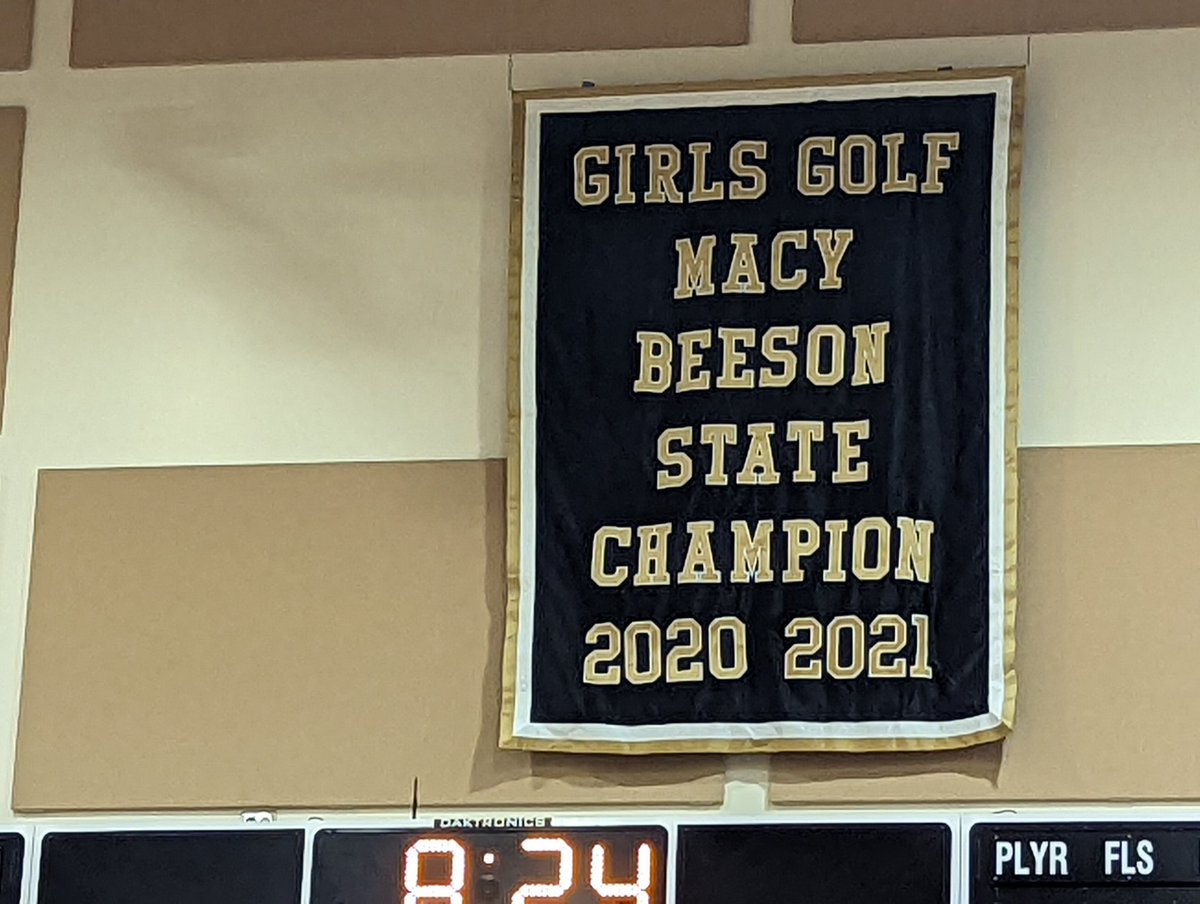 GIRLS GOLF
MACY
BEESON
STATE
CHAMPION
2020 2021
DAKTRONICS
8:24
PLYR FLS